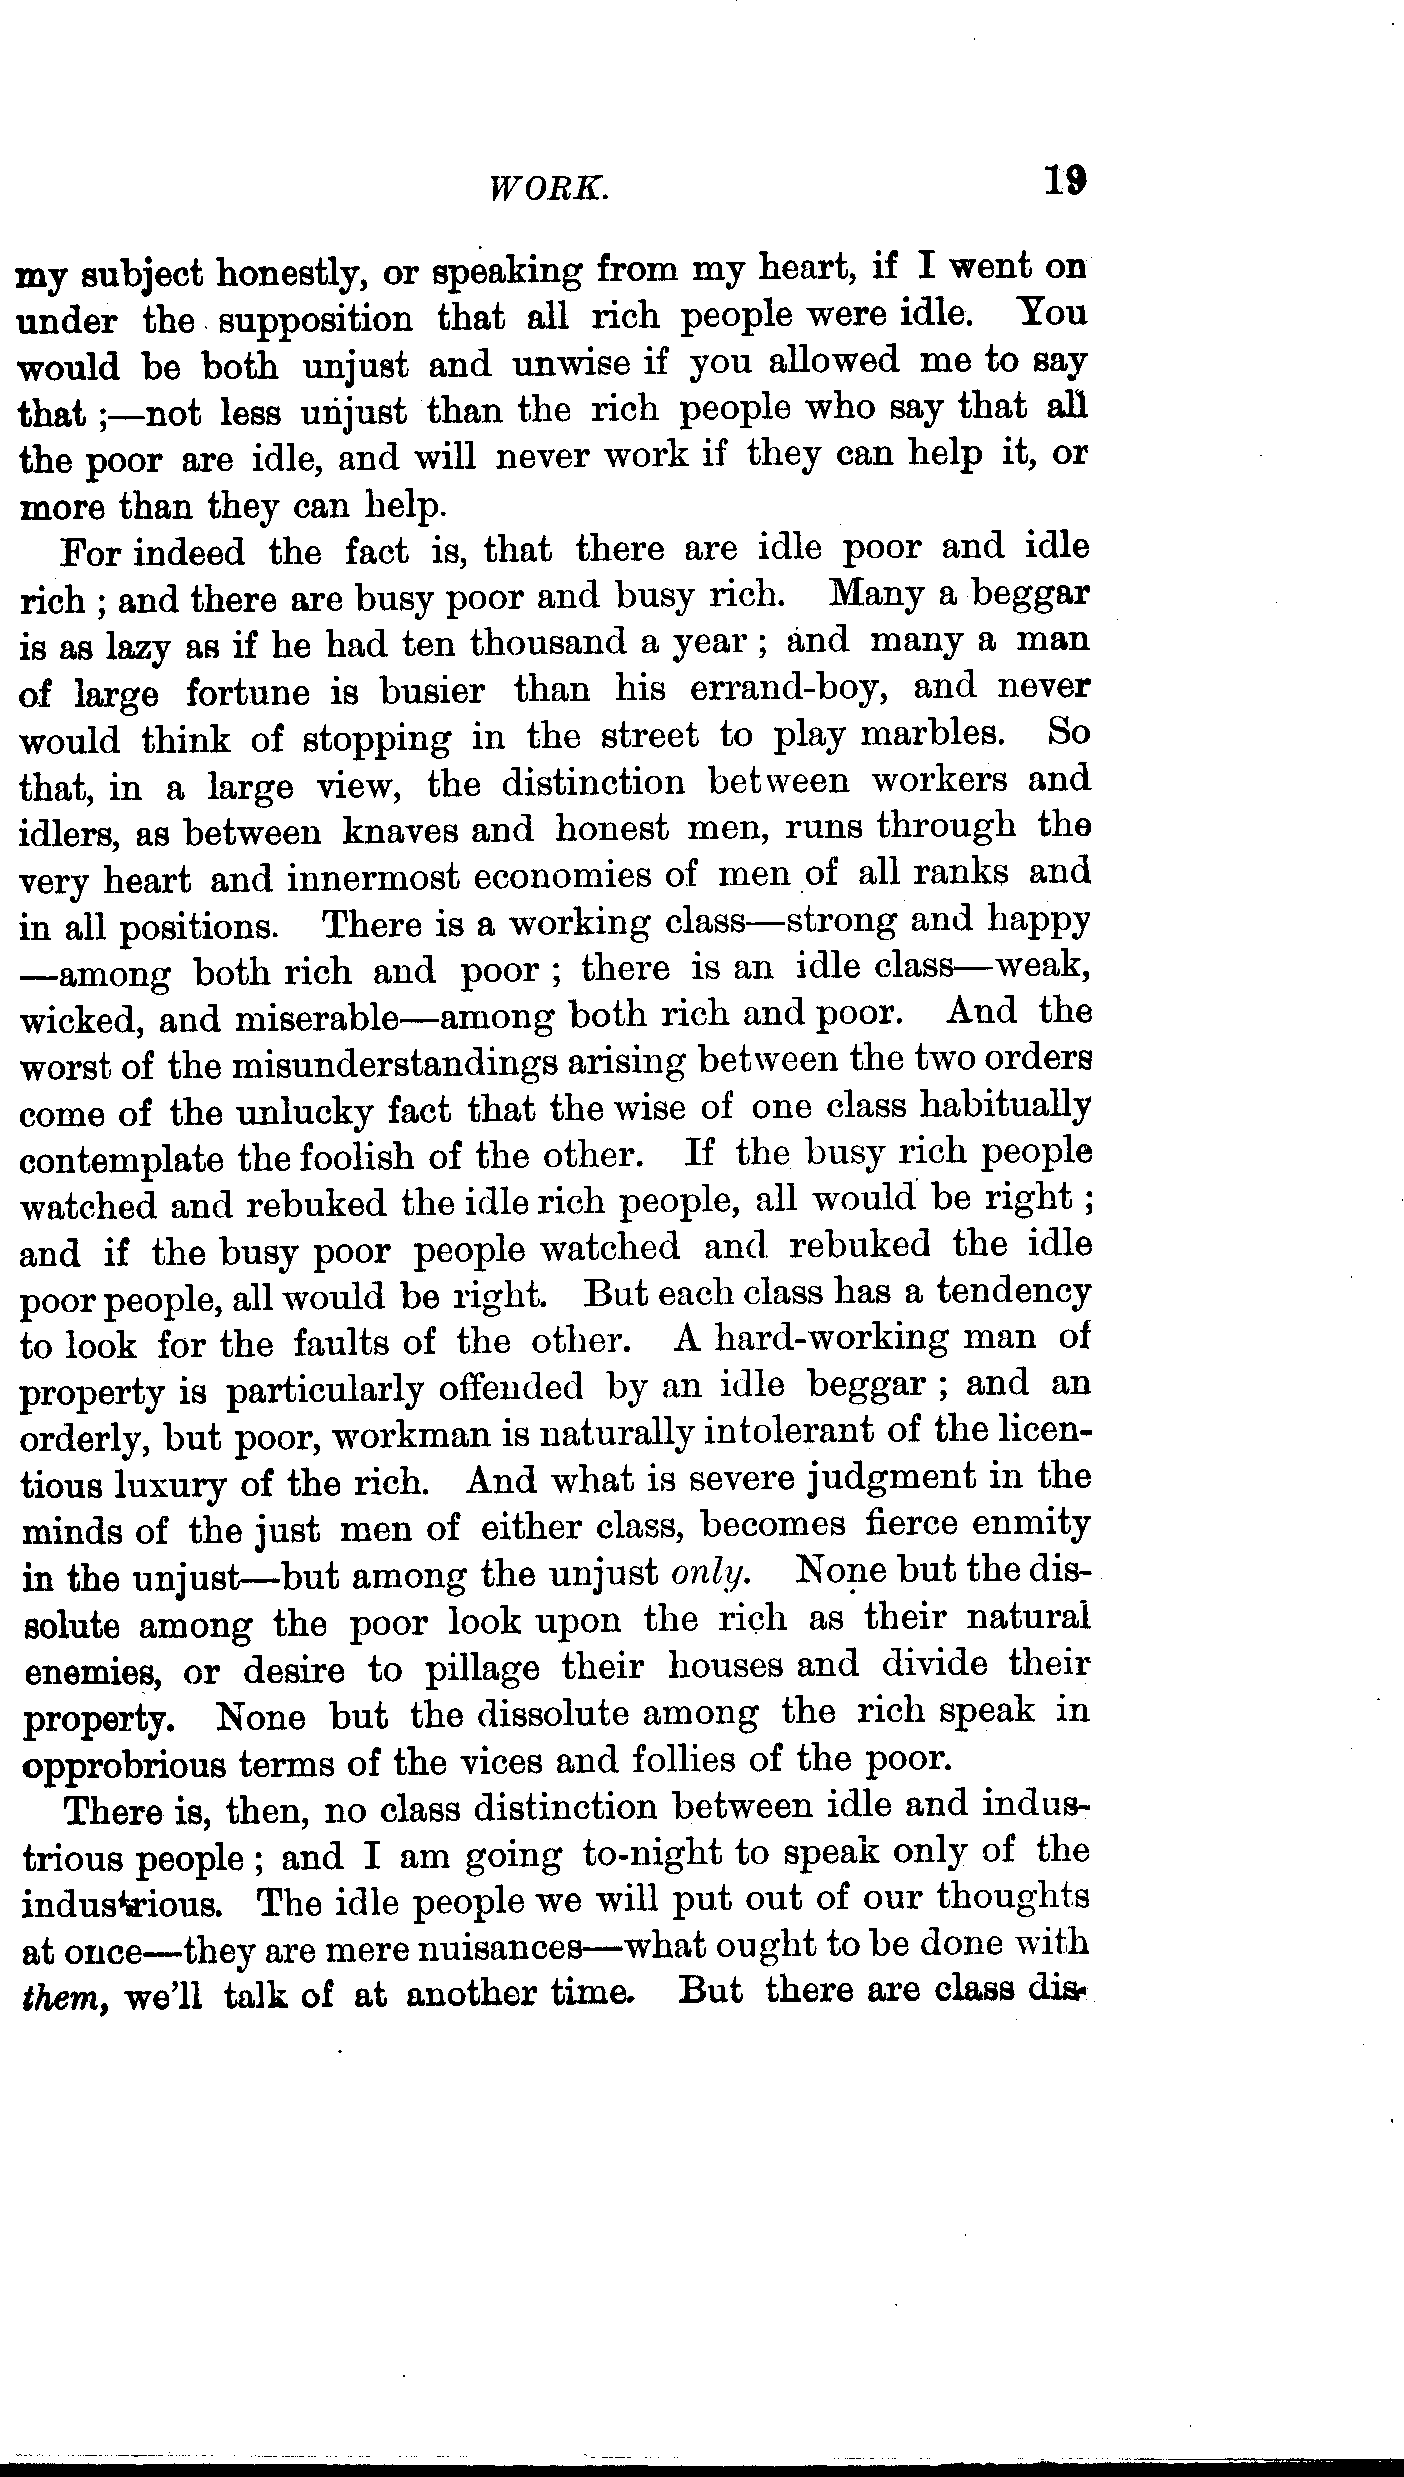 WORK. 19
my subject honestly, or speaking from my heart, if I went on
under the supposition that all rich people were idle. You
would be both unjust and unwise if you allowed me to say
that ;—not less unjust than the rich people who say that all
the poor are idle, and will never work if they can help it, or
more than they can help.
For indeed the fact is, that there are idle poor and idle
rich ; and there are busy poor and busy rich. Many a beggar
is as lazy as if he had ten thousand a year ; and many a man
of large fortune is busier than his errand-boy, and never
would think of stopping in the street to play marbles. So
that, in a large view, the distinction between workers and
idlers, as between knaves and honest men, runs through the
very heart and innermost economies of men of all ranks and
in all positions. There is a working class—strong and happy
—among both rich and poor ; there is an idle class—weak,
wicked, and miserable—among both rich and poor. And the
worst of the misunderstandings arising between the two orders
come of the unlucky fact that the wise of one class habitually
contemplate the foolish of the other. If the busy rich people
watched and rebuked the idle rich people, all would be right ;
and if the busy poor people watched and rebuked the idle
poor people, all would be right. But each class has a tendency
to look for the faults of the other. A hard-working man of
property is particularly offended by an idle beggar ; and an
orderly, but poor, workman is naturally intolerant of the licen-
tious luxury of the rich. And what is severe judgment in the
minds of the just men of either class, becomes fierce enmity
in the unjust—but among the unjust only. None but the dis-
solute among the poor look upon the rich as their natural
enemies, or desire to pillage their houses and divide their
property. None but the dissolute among the rich speak in
opprobrious terms of the vices and follies of the poor.
There is, then, no class distinction between idle and indus-
trious people ; and I am going to-night to speak only of the
industrious. The idle people we will put out of our thoughts
at once—they are mere nuisances—what ought to be done with
them, we'll talk of at another time. But there are class dis-